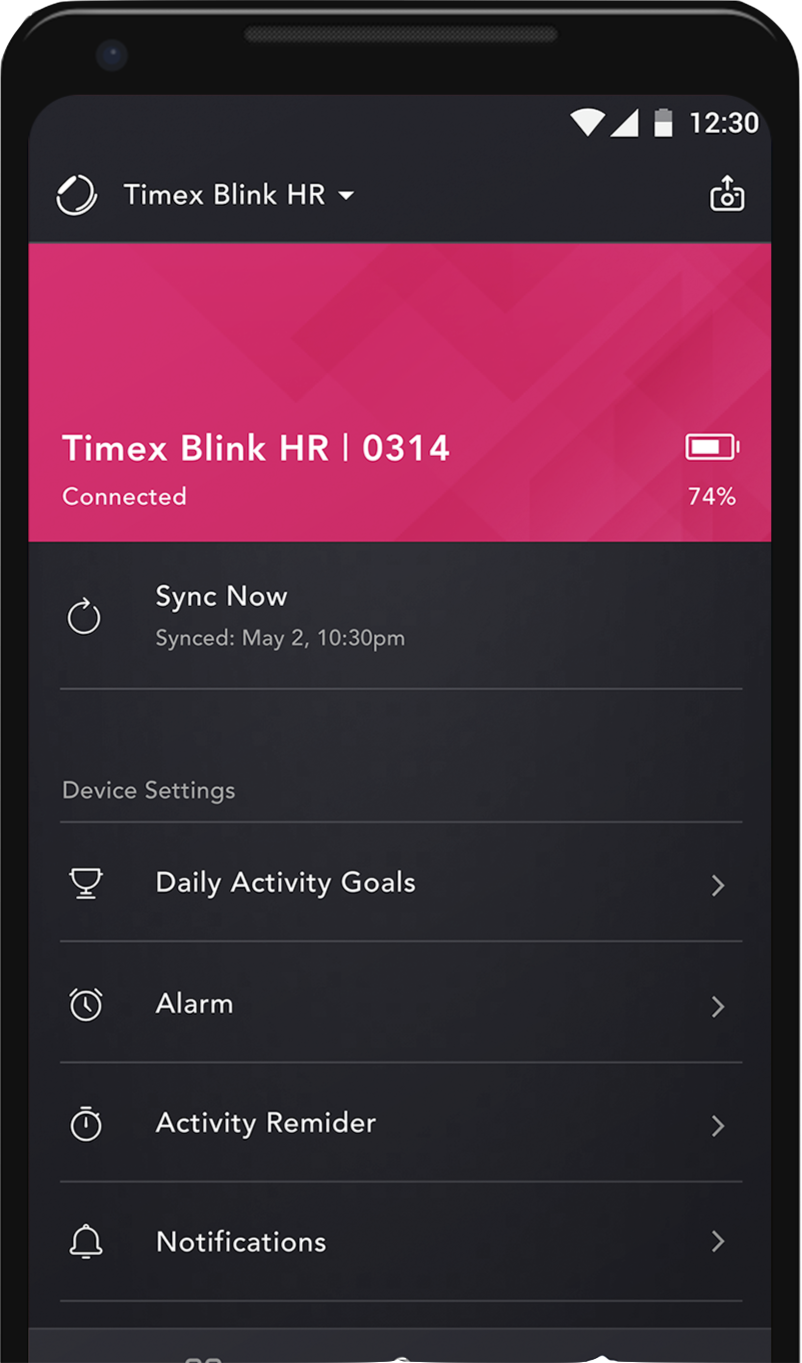 12:30
Timex Blink HR
Timex Blink HR | 0314
Connected
74%
Sync Now
Synced: May 2, 10:30pm
Device Settings
Daily Activity Goals
Alarm
Activity Remider
Notifications